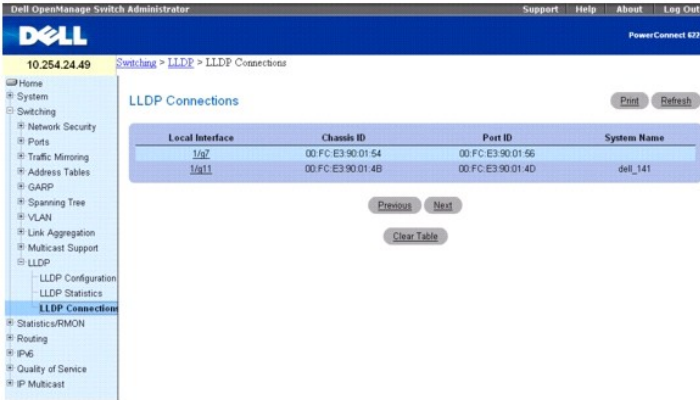 Dell OpenManage Switch Administrator
Support Help About Log Out
DELL
PowerConnect 622
10.254.24.49
Switching > LLDP > LLDP Connections
Home
System
Switching
Network Security
Ports
Traffic Mirroring
Address Tables
GARP
Spanning Tree
VLAN
Link Aggregation
Multicast Support
LLDP
LLDP Configuration
LLDP Statistics
LLDP Connections
Statistics/RMON
Routing
IPv6
Quality of Service
IP Multicast
LLDP Connections
Print Refresh
Local Interface Chassis ID Port ID System Name
1/g7 00:FC:E3:90:01:54 00:FC:E3:90:01:56
1/g11 00:FC:E3:90:01:4B 00:FC:E3:90:01:4D dell_141
Previous Next
Clear Table